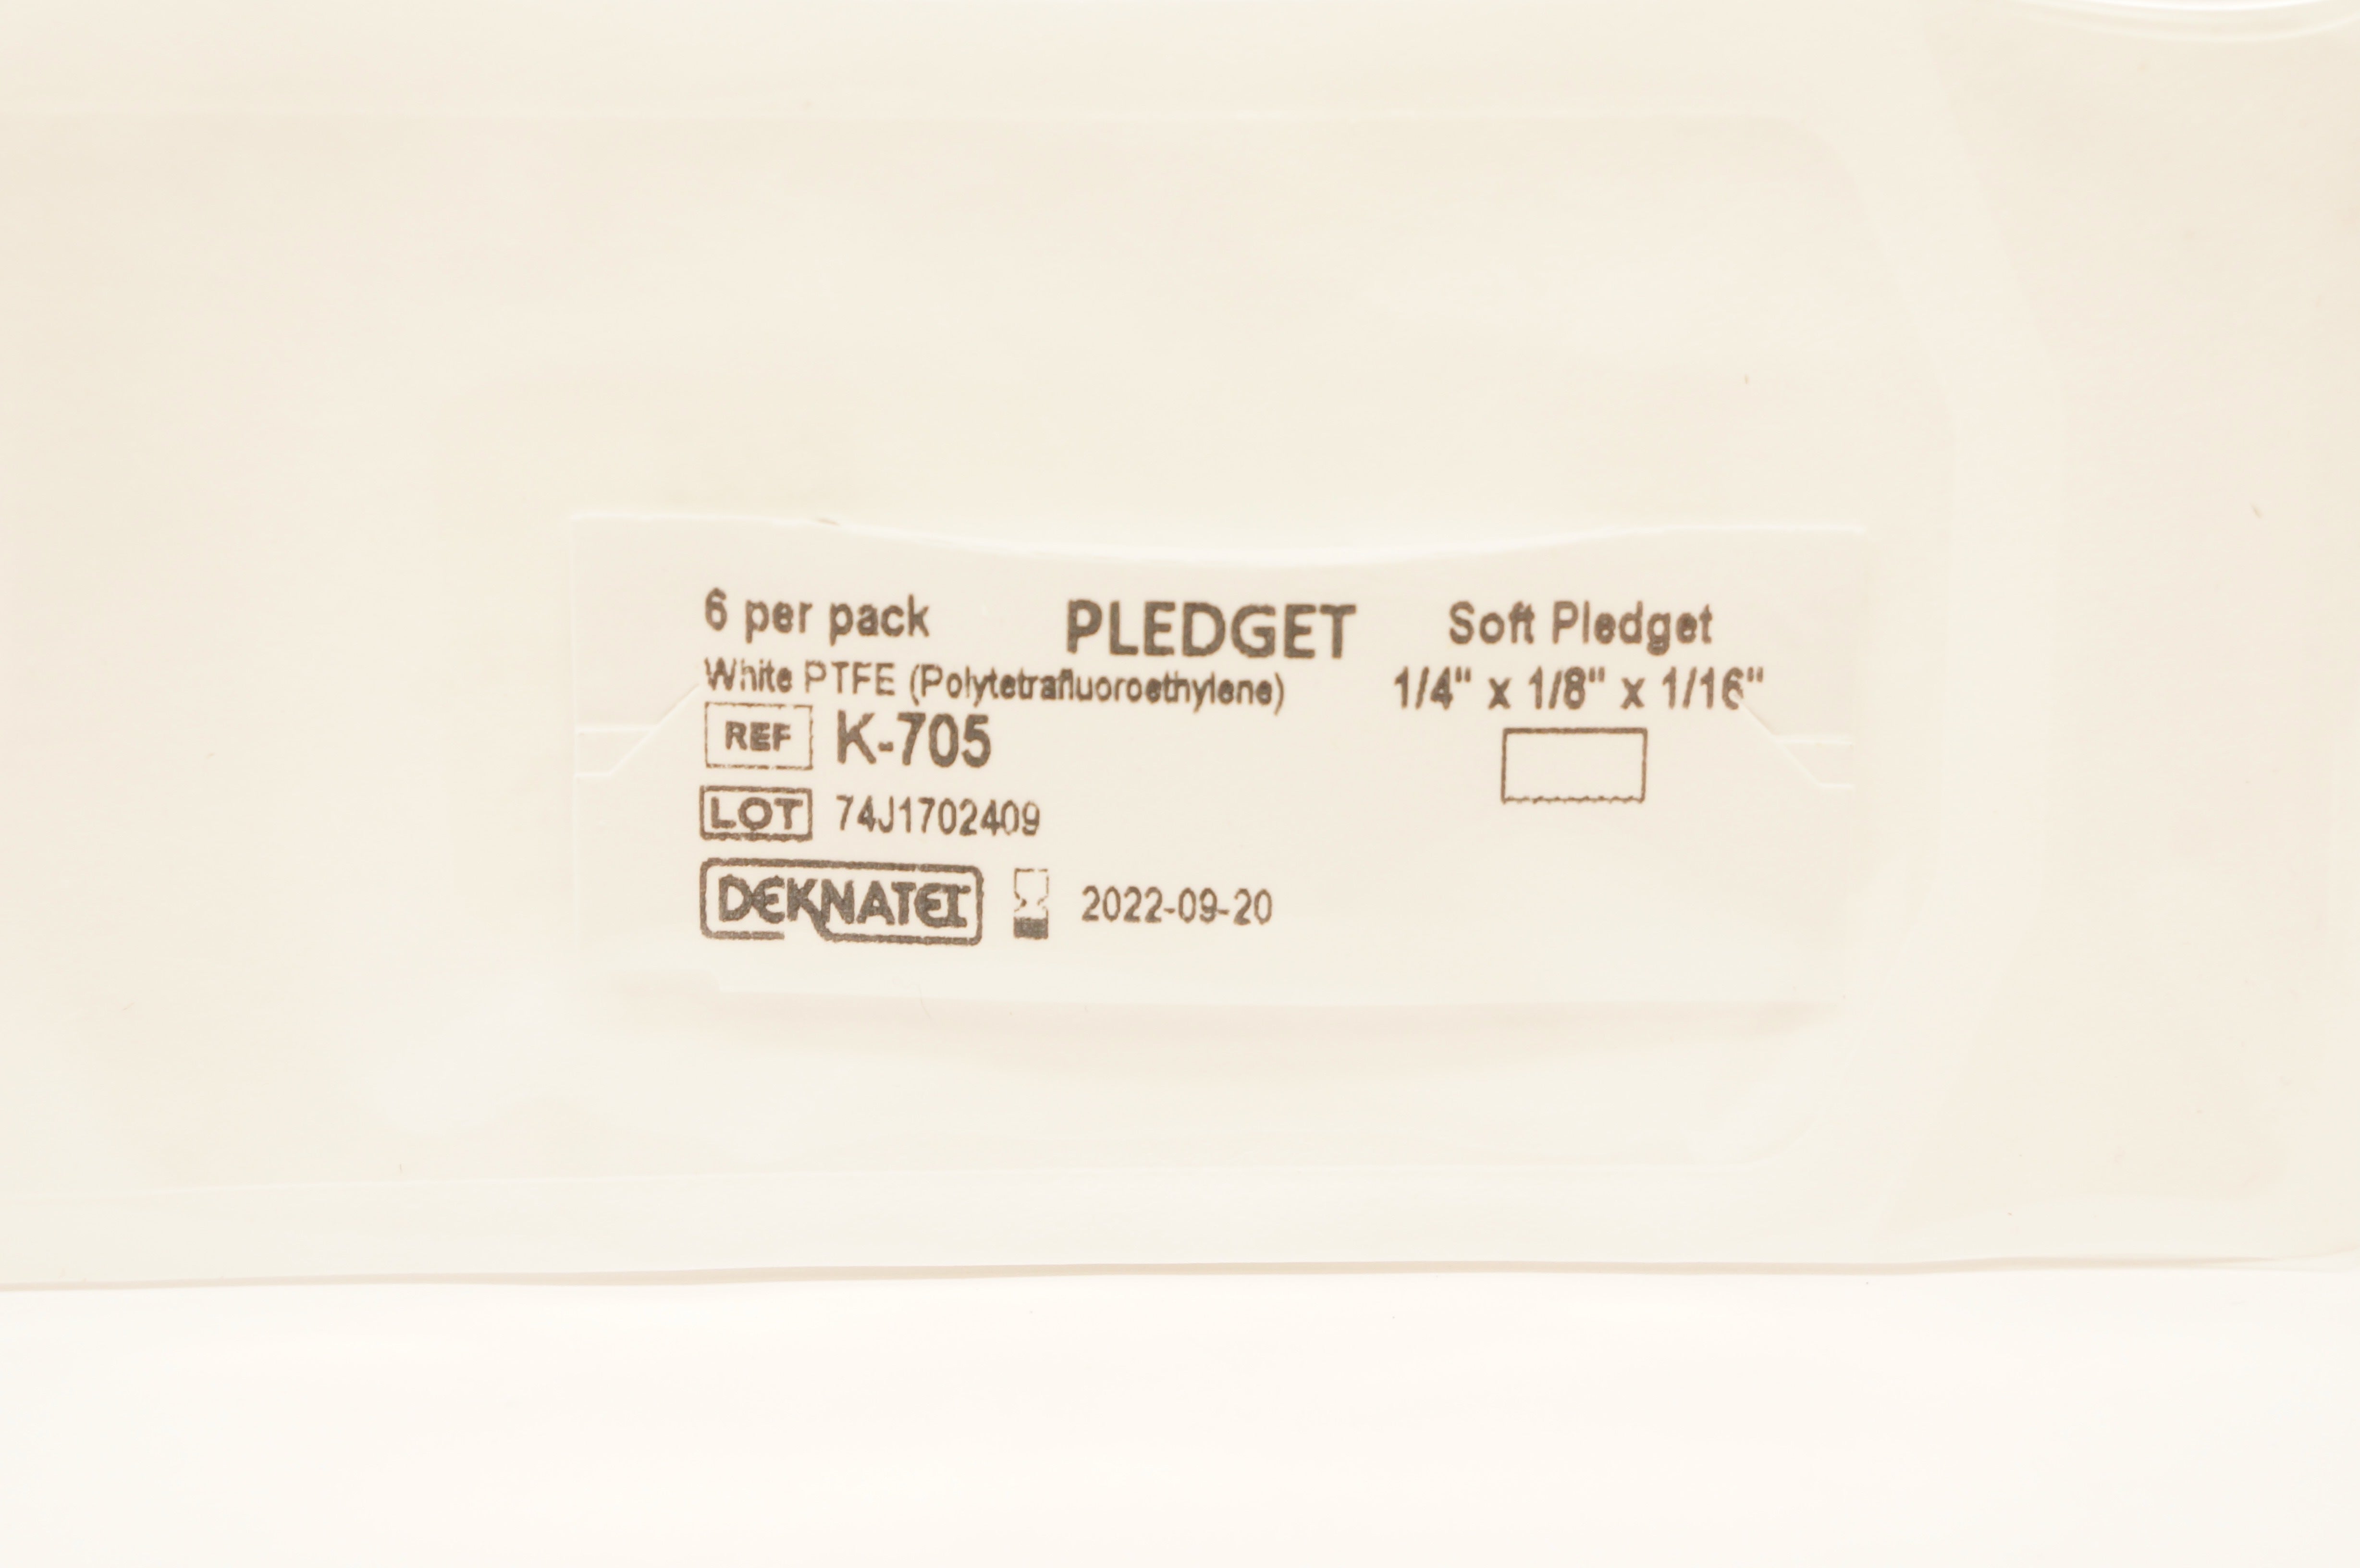 6 per pack
PLEDGET
Soft Pledget
White PTFE (Polytetrafluoroethylene)
1/4" x 1/8" x 1/16"
REF K-705
LOT 74J1702409
DEKNATEL 2022-09-20